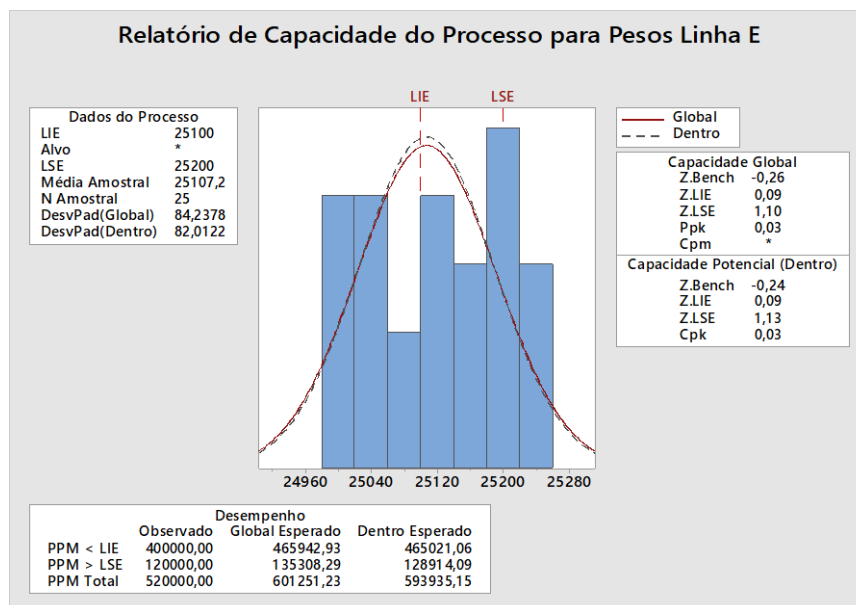 Relatório de Capacidade do Processo para Pesos Linha E
LIE LSE
Dados do Processo
LIE 25100
Alvo *
LSE 25200
Média Amostral 25107,2
N Amostral 25
DesvPad(Global) 84,2378
DesvPad(Dentro) 82,0122
Global
Dentro
Capacidade Global
Z.Bench -0,26
Z.LIE 0,09
Z.LSE 1,10
Ppk 0,03
Cpm *
Capacidade Potencial (Dentro)
Z.Bench -0,24
Z.LIE 0,09
Z.LSE 1,13
Cpk 0,03
24960 25040 25120 25200 25280
Desempenho
Observado Global Esperado Dentro Esperado
PPM < LIE 400000,00 465942,93 465021,06
PPM > LSE 120000,00 135308,29 128914,09
PPM Total 520000,00 601251,23 593935,15